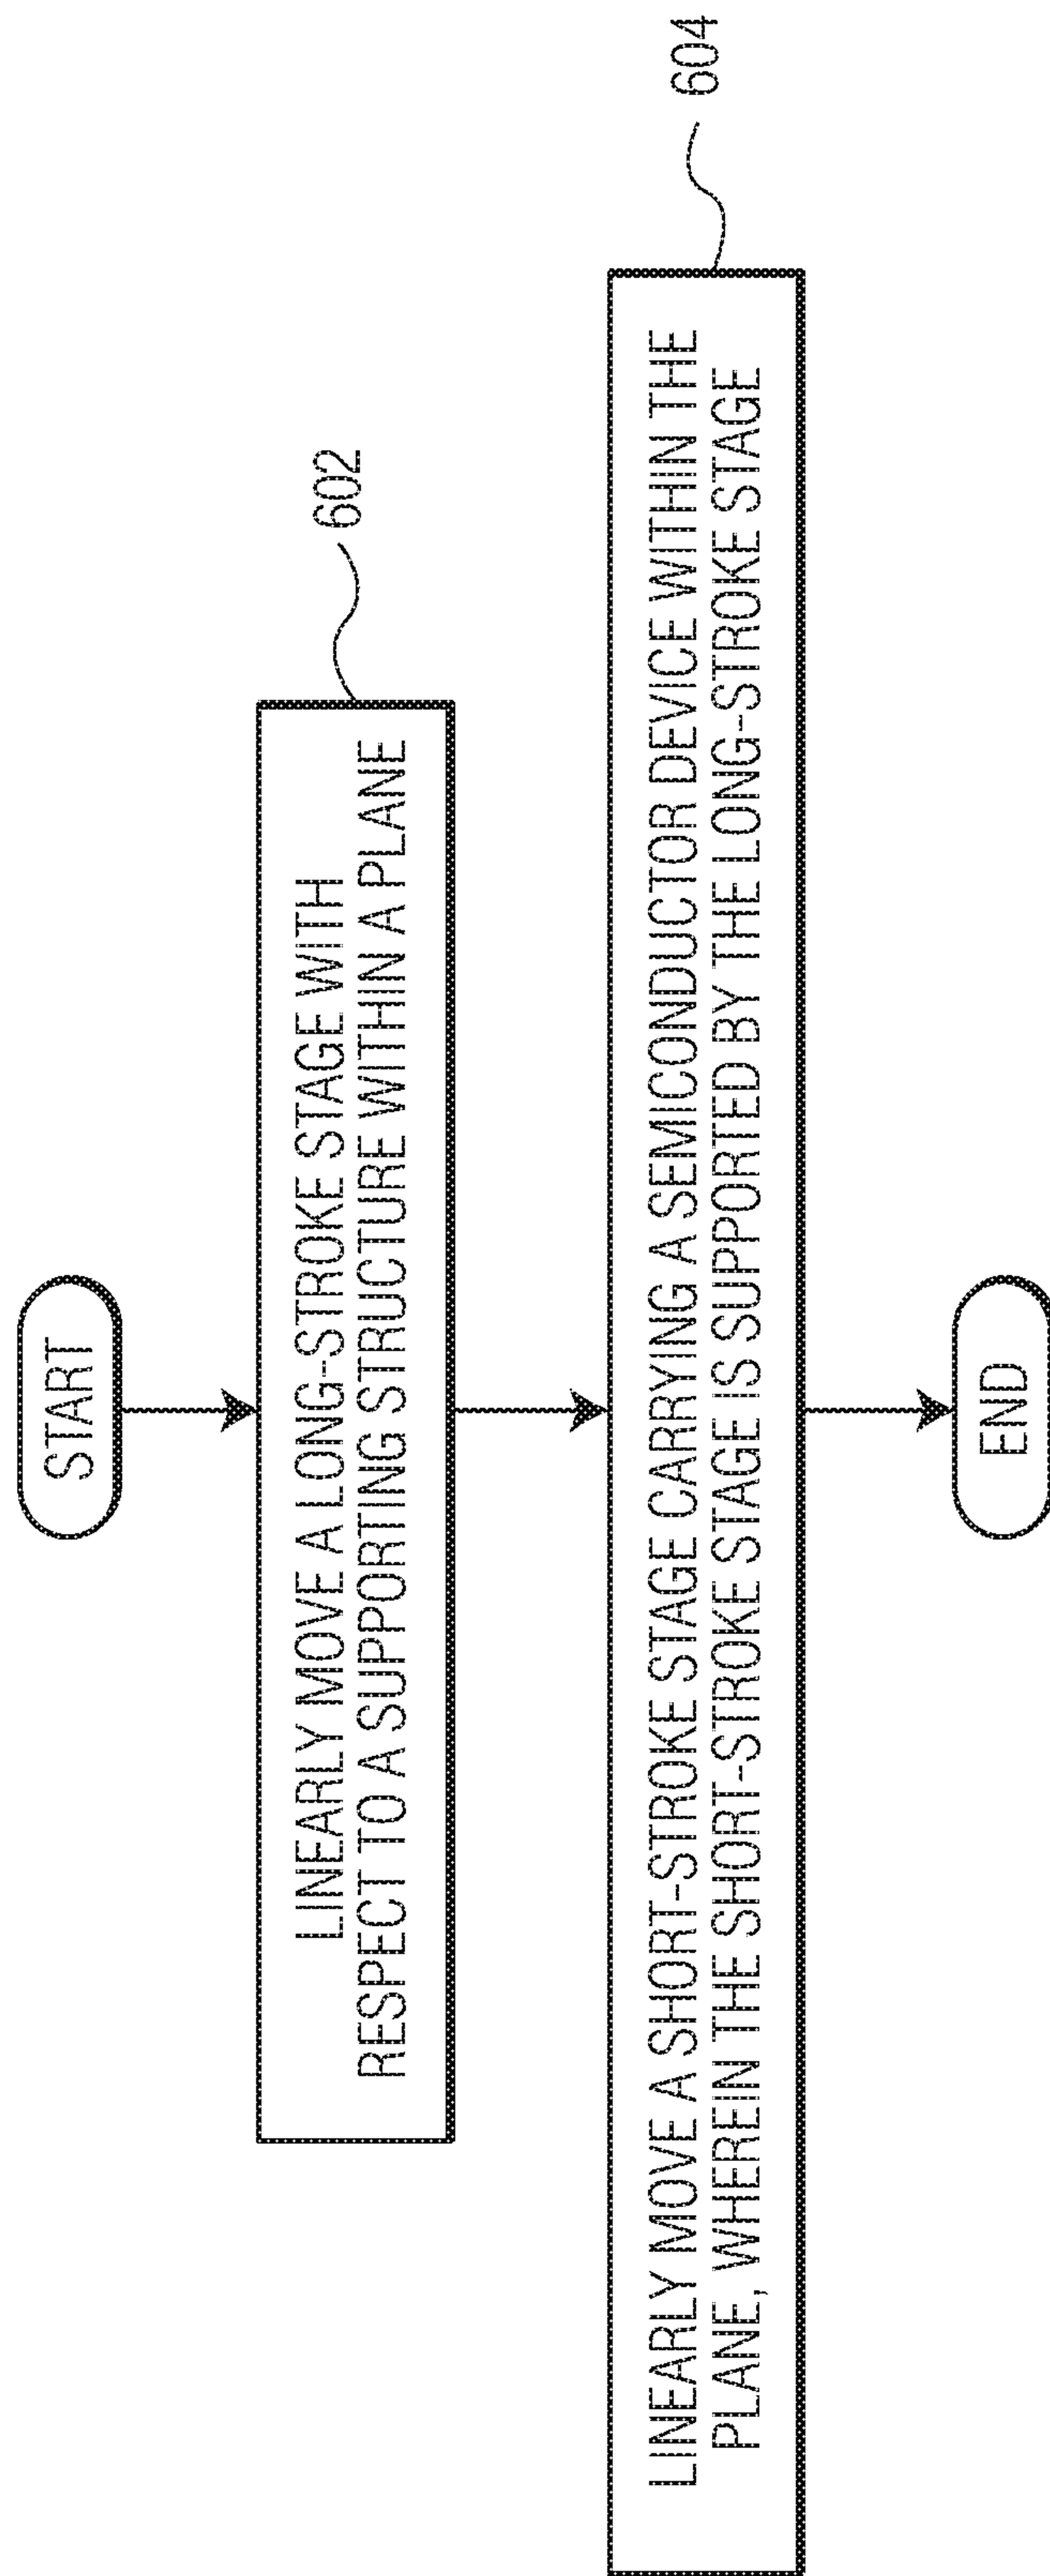 START
LINEARLY MOVE A LONG-STROKE STAGE WITH
RESPECT TO A SUPPORTING STRUCTURE WITHIN A PLANE
602
LINEARLY MOVE A SHORT-STROKE STAGE CARRYING A SEMICONDUCTOR DEVICE WITHIN THE
PLANE, WHEREIN THE SHORT-STROKE STAGE IS SUPPORTED BY THE LONG-STROKE STAGE
604
END